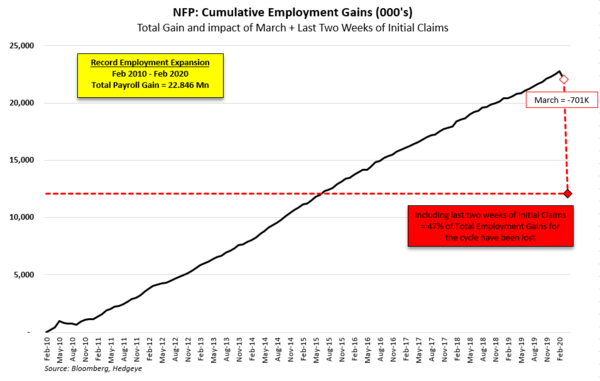 NFP: Cumulative Employment Gains (000's)
Total Gain and impact of March + Last Two Weeks of Initial Claims
25,000
20,000
15,000
10,000
5,000
-
Record Employment Expansion
Feb 2010 - Feb 2020
Total Payroll Gain = 22.846 Mn
March = -701K
Including last two weeks of Initial Claims
= 47% of Total Employment Gains for
the cycle have been lost
Feb-10
May-10
Aug-10
Nov-10
Feb-11
May-11
Aug-11
Nov-11
Feb-12
May-12
Aug-12
Nov-12
Feb-13
May-13
Aug-13
Nov-13
Feb-14
May-14
Aug-14
Nov-14
Feb-15
May-15
Aug-15
Nov-15
Feb-16
May-16
Aug-16
Nov-16
Feb-17
May-17
Aug-17
Nov-17
Feb-18
May-18
Aug-18
Nov-18
Feb-19
May-19
Aug-19
Nov-19
Feb-20
Source: Bloomberg, Hedgeye